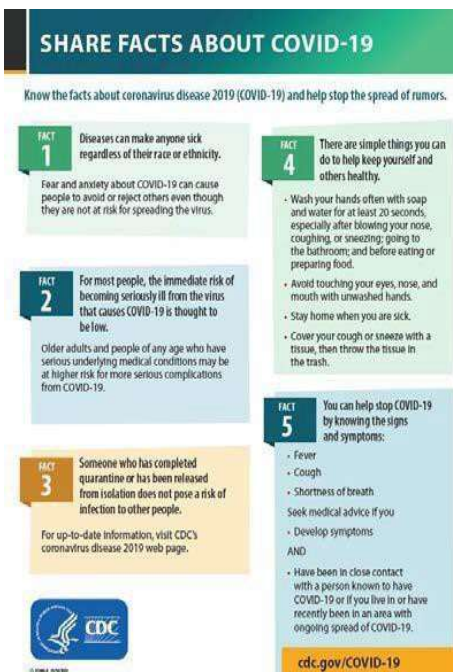 SHARE FACTS ABOUT COVID-19
Know the facts about coronavirus disease 2019 (COVID-19) and help stop the spread of rumors.
FACT
1
Diseases can make anyone sick
regardless of their race or ethnicity.
Fear and anxiety about COVID-19 can cause
people to avoid or reject others even though
they are not at risk for spreading the virus.
FACT
2
For most people, the immediate risk of
becoming seriously ill from the virus
that causes COVID-19 is thought to
be low.
Older adults and people of any age who have
serious underlying medical conditions may be
at higher risk for more serious complications
from COVID-19.
FACT
3
Someone who has completed
quarantine or has been released
from isolation does not pose a risk of
infection to other people.
For up-to-date information, visit CDC's
coronavirus disease 2019 web page.
CDC
FACT
4
There are simple things you can
do to help keep yourself and
others healthy.
• Wash your hands often with soap
and water for at least 20 seconds,
especially after blowing your nose,
coughing, or sneezing; going to
the bathroom; and before eating or
preparing food.
• Avoid touching your eyes, nose, and
mouth with unwashed hands.
• Stay home when you are sick.
• Cover your cough or sneeze with a
tissue, then throw the tissue in
the trash.
FACT
5
You can help stop COVID-19
by knowing the signs
and symptoms:
• Fever
• Cough
• Shortness of breath
Seek medical advice if you
• Develop symptoms
AND
• Have been in close contact
with a person known to have
COVID-19 or if you live in or have
recently been in an area with
ongoing spread of COVID-19.
cdc.gov/COVID-19